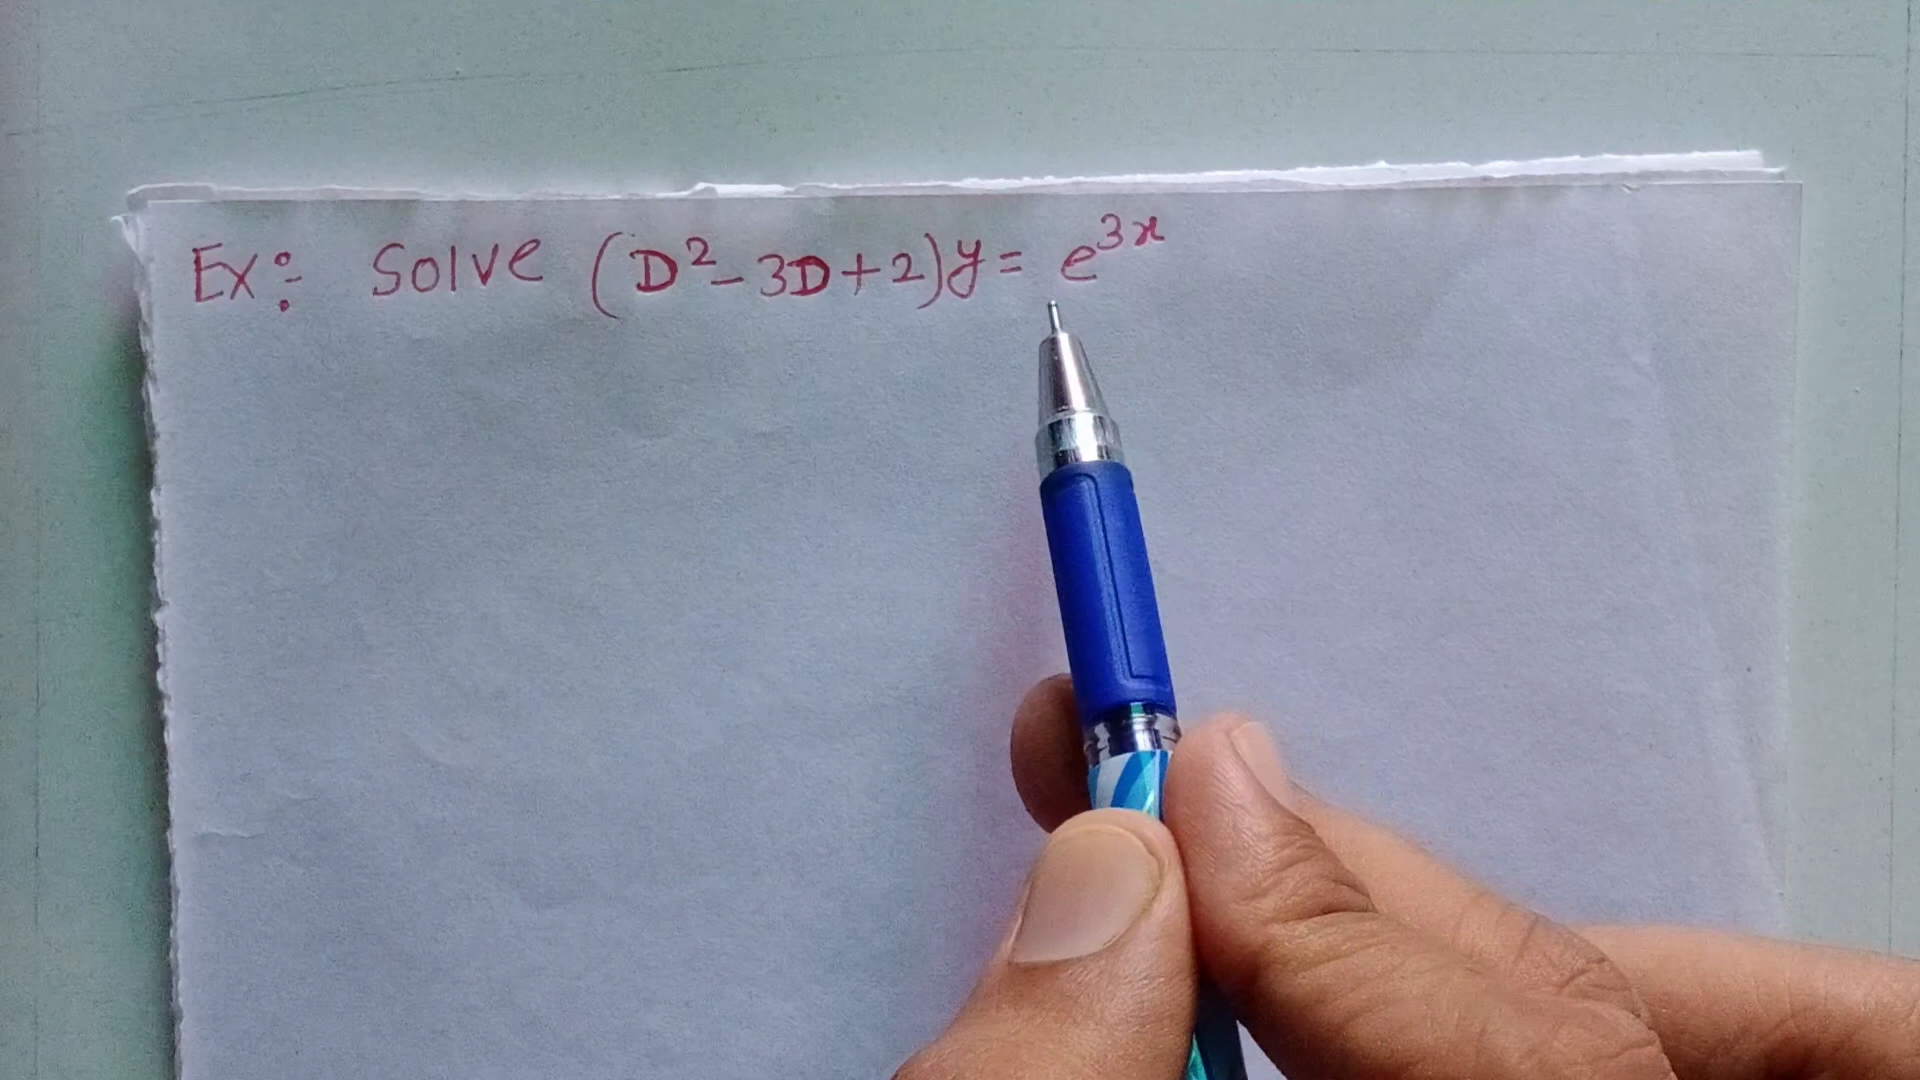 Ex: Solve (D²-3D+2)y = e³ˣ